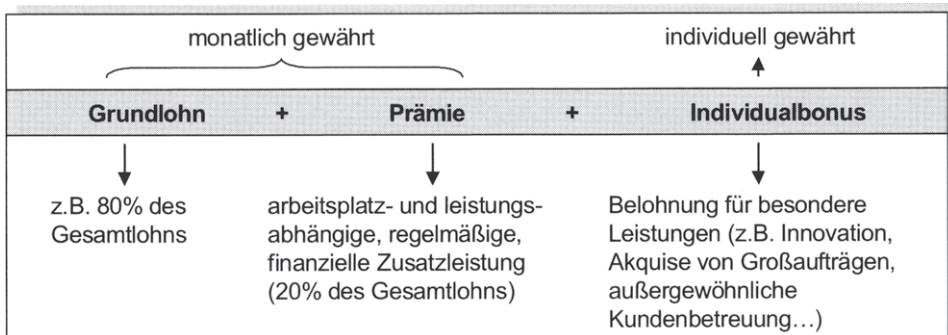 monatlich gewährt individuell gewährt
Grundlohn + Prämie + Individualbonus
z.B. 80% des
Gesamtlohns
arbeitsplatz- und leistungs-
abhängige, regelmäßige,
finanzielle Zusatzleistung
(20% des Gesamtlohns)
Belohnung für besondere
Leistungen (z.B. Innovation,
Akquise von Großaufträgen,
außergewöhnliche
Kundenbetreuung…)